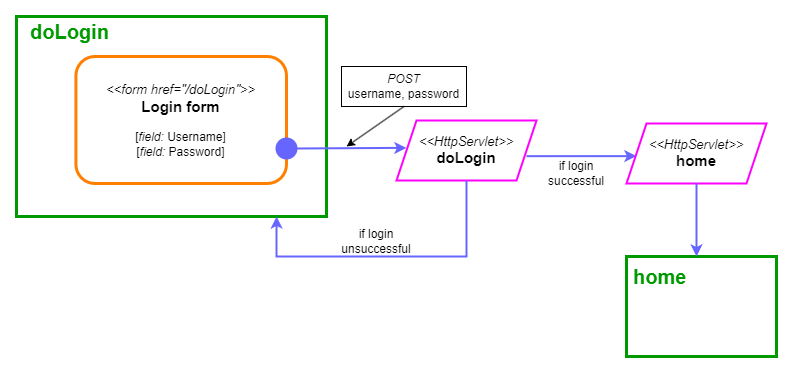 doLogin
<<form href="/doLogin">>
Login form
[field: Username]
[field: Password]
POST
username, password
<<HttpServlet>>
doLogin
if login
successful
<<HttpServlet>>
home
if login
unsuccessful
home